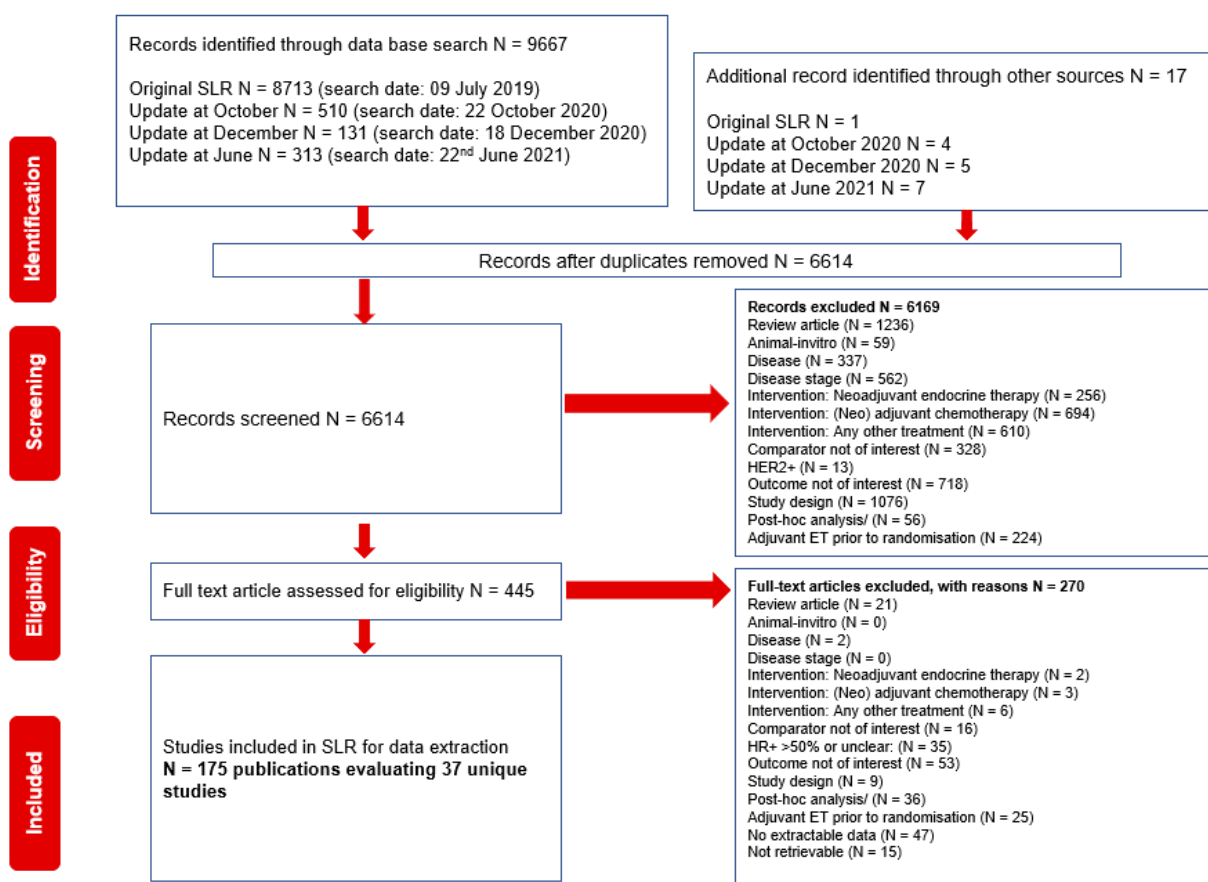 Records identified through data base search N = 9667
Original SLR N = 8713 (search date: 09 July 2019)
Update at October N = 510 (search date: 22 October 2020)
Update at December N = 131 (search date: 18 December 2020)
Update at June N = 313 (search date: 22nd June 2021)
Additional record identified through other sources N = 17
Original SLR N = 1
Update at October 2020 N = 4
Update at December 2020 N = 5
Update at June 2021 N = 7
Identification
Records after duplicates removed N = 6614
Screening
Records screened N = 6614
Records excluded N = 6169
Review article (N = 1236)
Animal-invitro (N = 59)
Disease (N = 337)
Disease stage (N = 562)
Intervention: Neoadjuvant endocrine therapy (N = 256)
Intervention: (Neo) adjuvant chemotherapy (N = 694)
Intervention: Any other treatment (N = 610)
Comparator not of interest (N = 328)
HER2+ (N = 13)
Outcome not of interest (N = 718)
Study design (N = 1076)
Post-hoc analysis/ (N = 56)
Adjuvant ET prior to randomisation (N = 224)
Eligibility
Full text article assessed for eligibility N = 445
Full-text articles excluded, with reasons N = 270
Review article (N = 21)
Animal-invitro (N = 0)
Disease (N = 2)
Disease stage (N = 0)
Intervention: Neoadjuvant endocrine therapy (N = 2)
Intervention: (Neo) adjuvant chemotherapy (N = 3)
Intervention: Any other treatment (N = 6)
Comparator not of interest (N = 16)
HR+ >50% or unclear: (N = 35)
Outcome not of interest (N = 53)
Study design (N = 9)
Post-hoc analysis/ (N = 36)
Adjuvant ET prior to randomisation (N = 25)
No extractable data (N = 47)
Not retrievable (N = 15)
Included
Studies included in SLR for data extraction
N = 175 publications evaluating 37 unique
studies